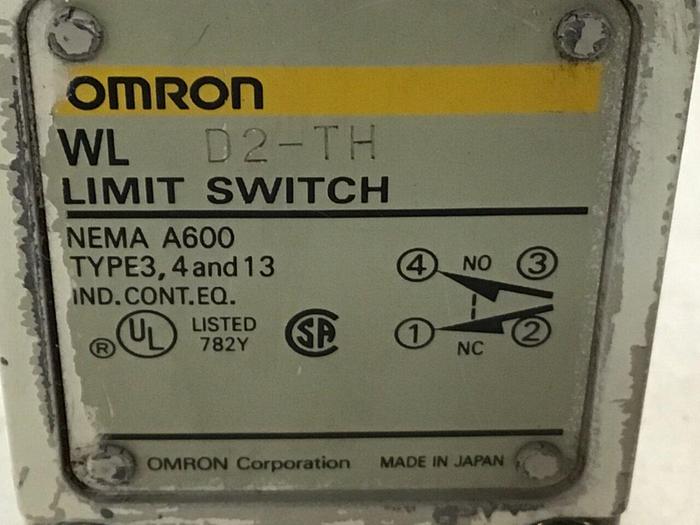 OMRON
WL D2-TH
LIMIT SWITCH
NEMA A600
TYPE3, 4 and 13
IND. CONT. EQ.
® UL LISTED 782Y
SA
4 NO 3
1 NC 2
OMRON Corporation MADE IN JAPAN